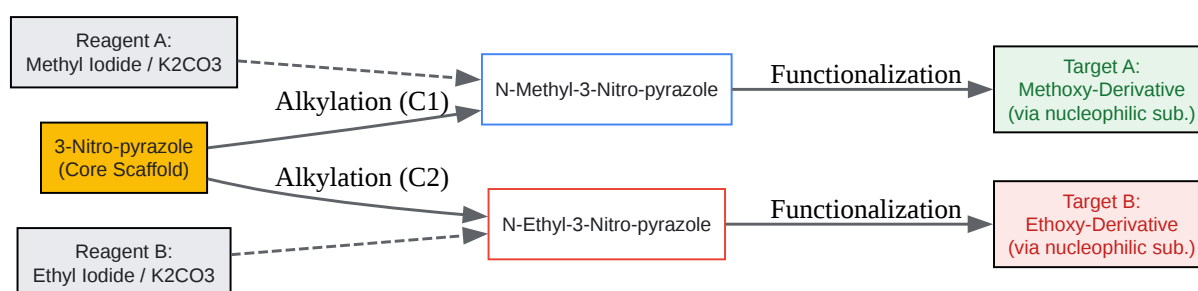 Reagent A:
Methyl Iodide / K2CO3
3-Nitro-pyrazole
(Core Scaffold)
Reagent B:
Ethyl Iodide / K2CO3
Alkylation (C1)
Alkylation (C2)
N-Methyl-3-Nitro-pyrazole
N-Ethyl-3-Nitro-pyrazole
Functionalization
Functionalization
Target A:
Methoxy-Derivative
(via nucleophilic sub.)
Target B:
Ethoxy-Derivative
(via nucleophilic sub.)